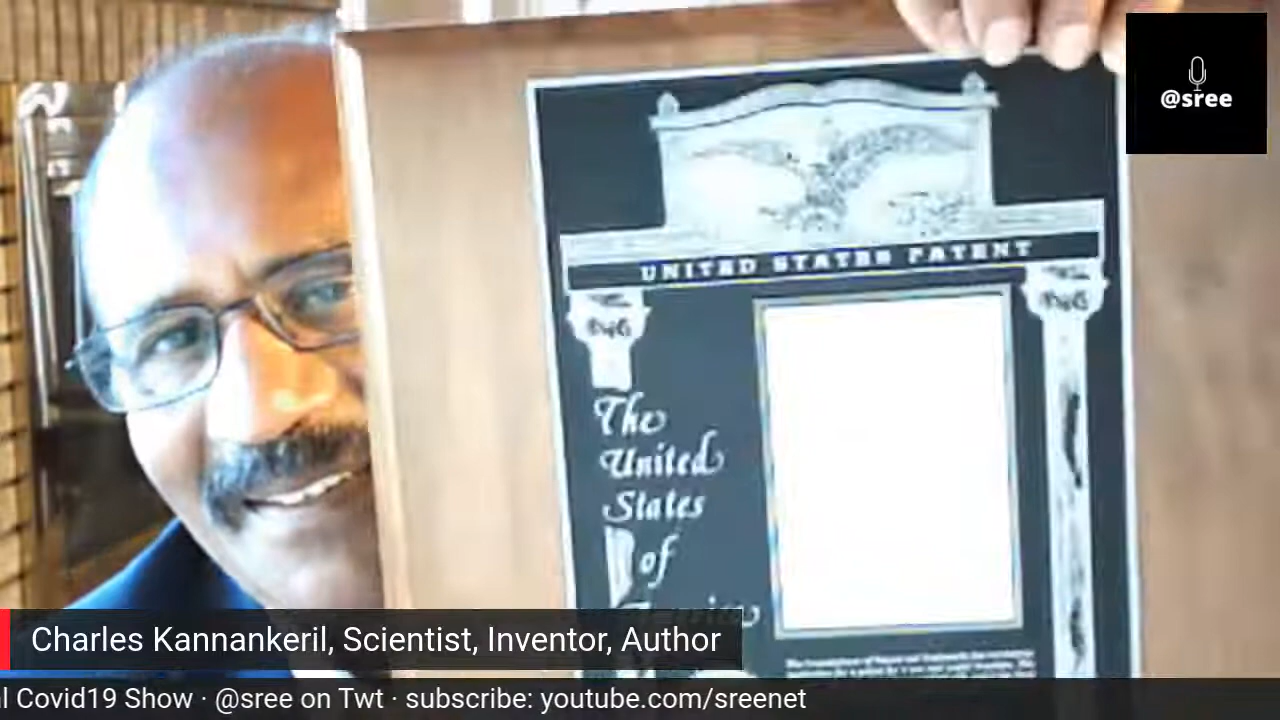 @sree
UNITED STATES PATENT
The
United
States
of
Charles Kannankeril, Scientist, Inventor, Author
Covid19 Show · @sree on Twt · subscribe: youtube.com/sreenet